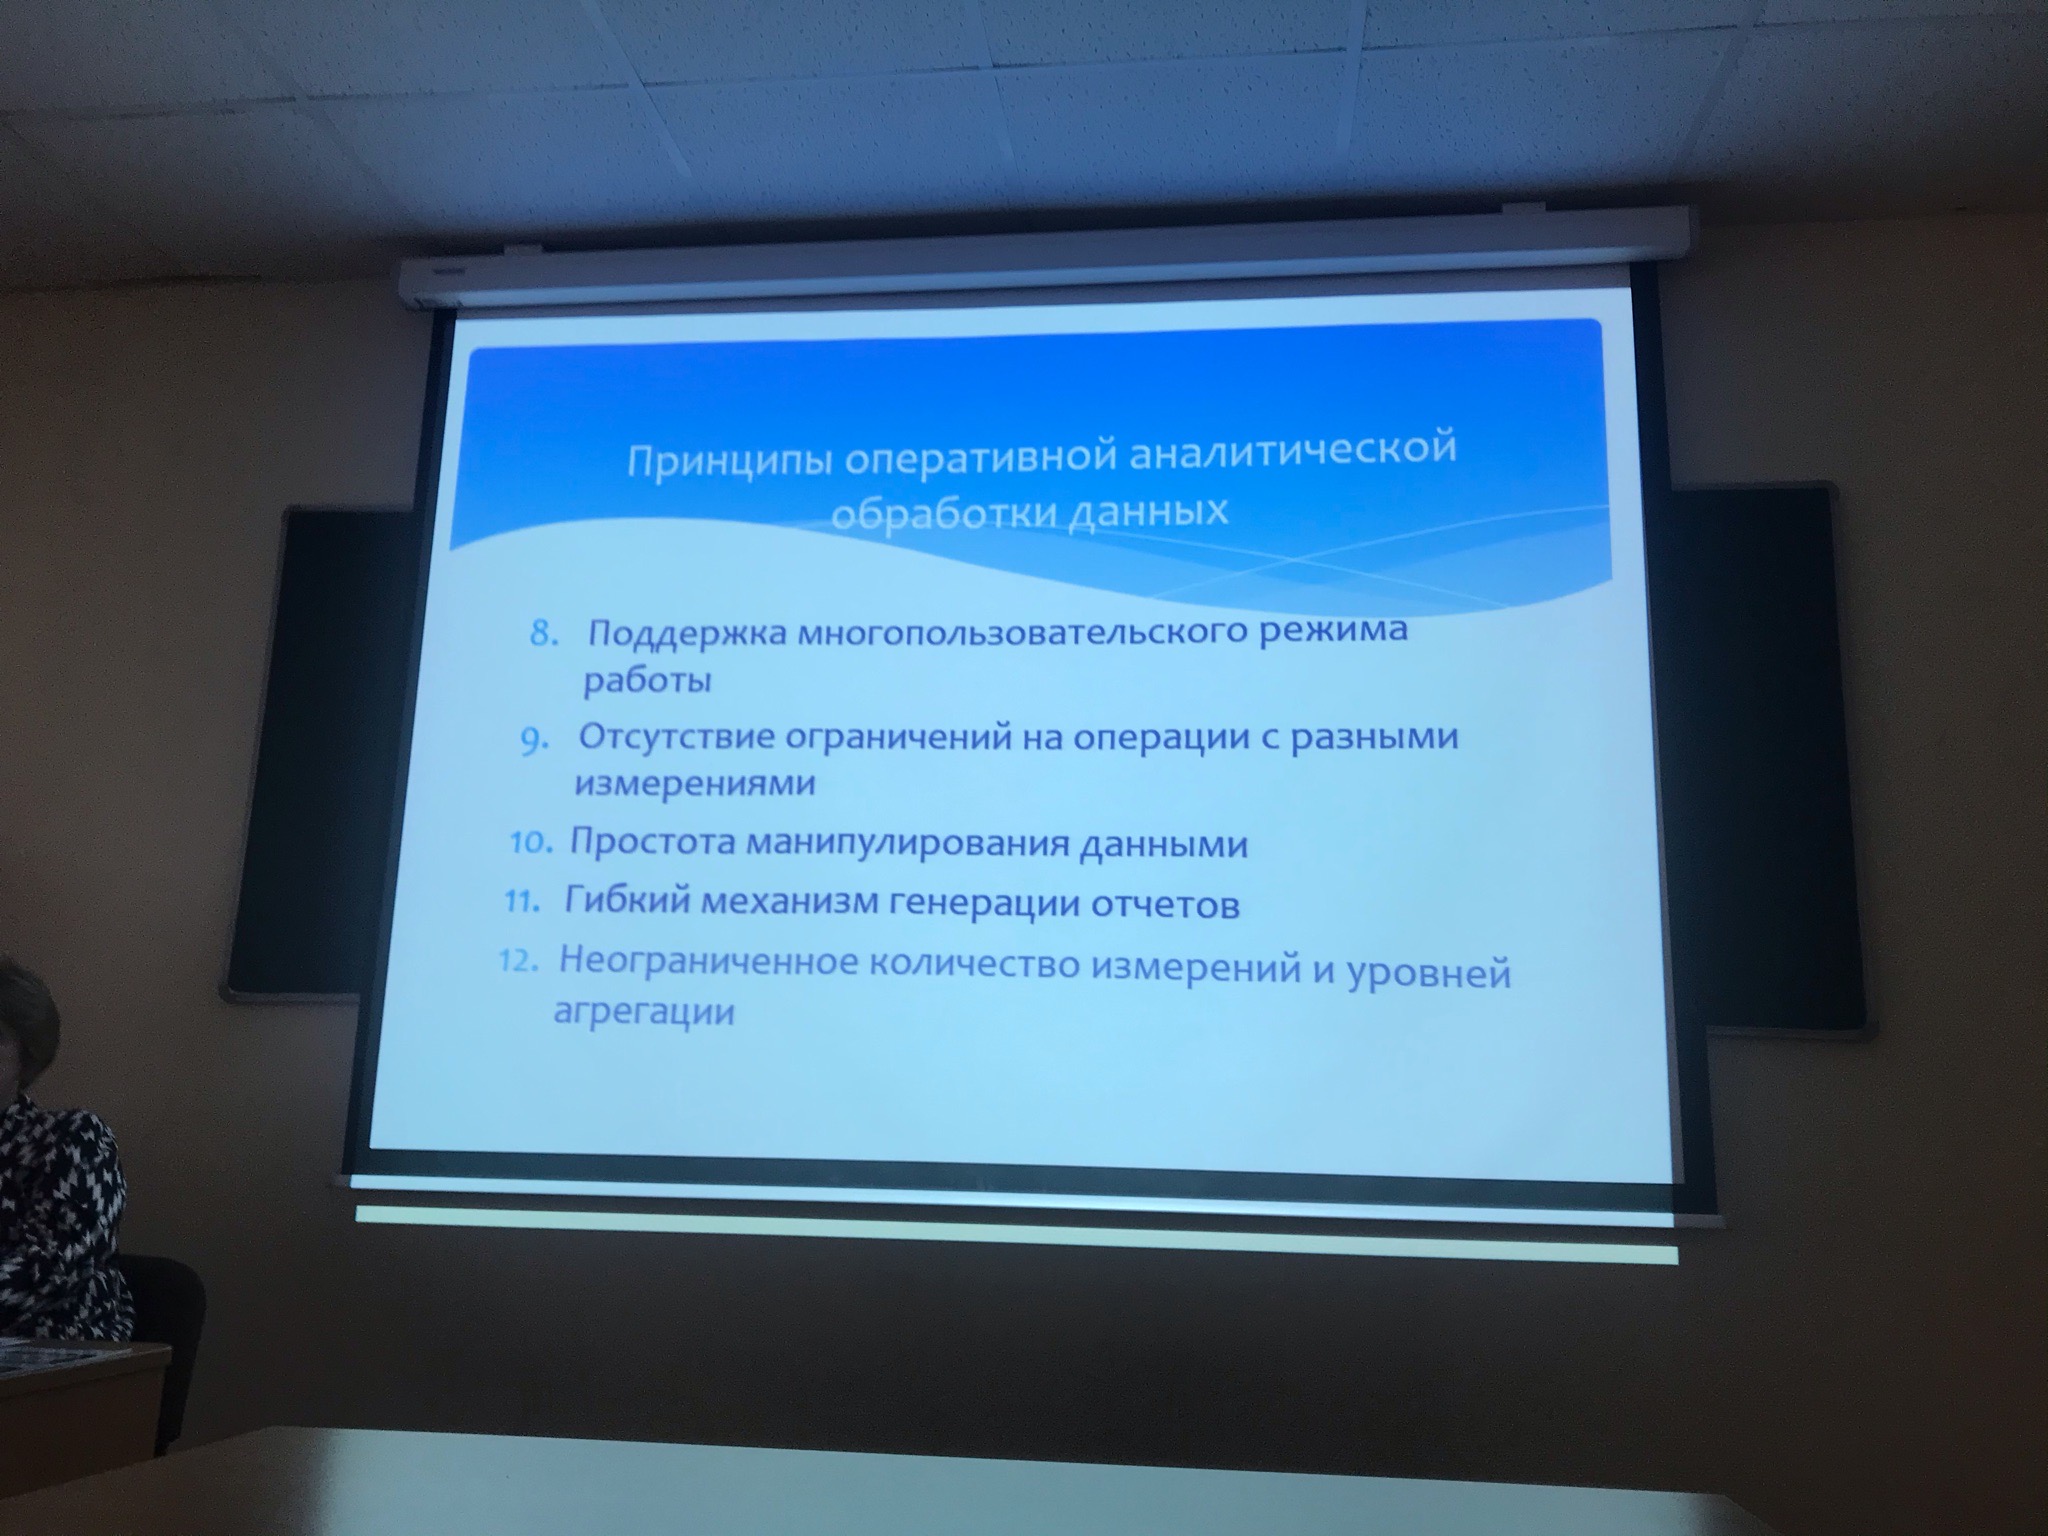 Принципы оперативной аналитической
обработки данных
8. Поддержка многопользовательского режима
работы
9. Отсутствие ограничений на операции с разными
измерениями
10. Простота манипулирования данными
11. Гибкий механизм генерации отчетов
12. Неограниченное количество измерений и уровней
агрегации